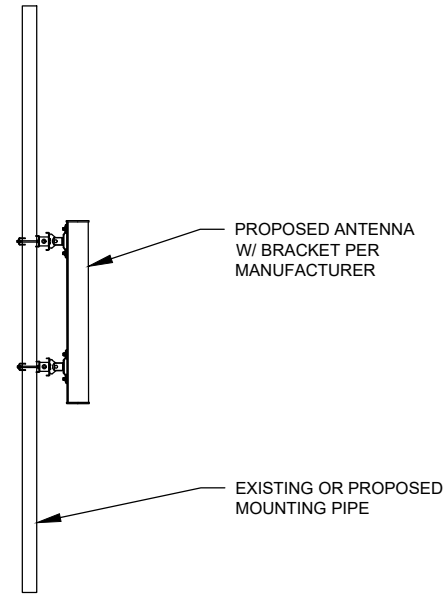 PROPOSED ANTENNA
W/ BRACKET PER
MANUFACTURER
EXISTING OR PROPOSED
MOUNTING PIPE